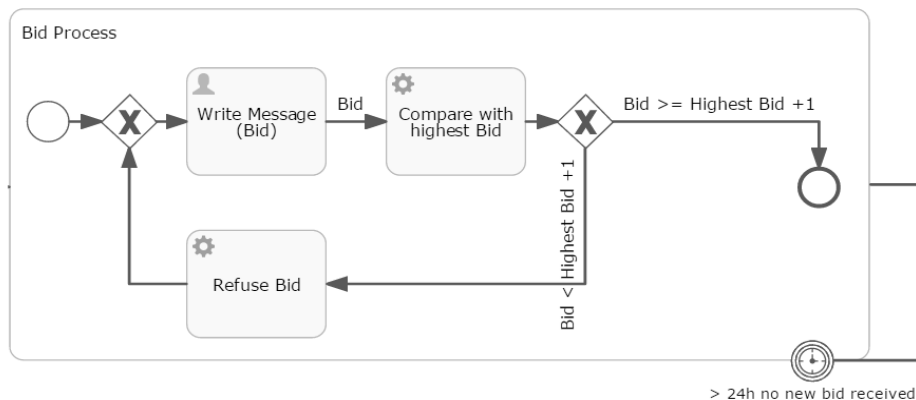 Bid Process
Write Message
(Bid)
Bid
Compare with
highest Bid
Bid >= Highest Bid +1
Bid < Highest Bid +1
Refuse Bid
> 24h no new bid received